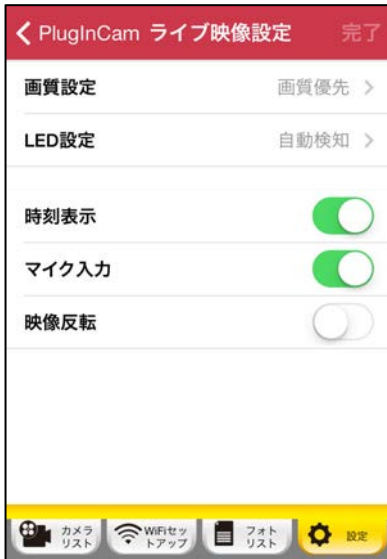 PlugInCam ライブ映像設定 完了
画質設定 画質優先
LED設定 自動検知
時刻表示
マイク入力
映像反転
カメラ
リスト
WiFiセッ
トアップ
フォト
リスト
設定